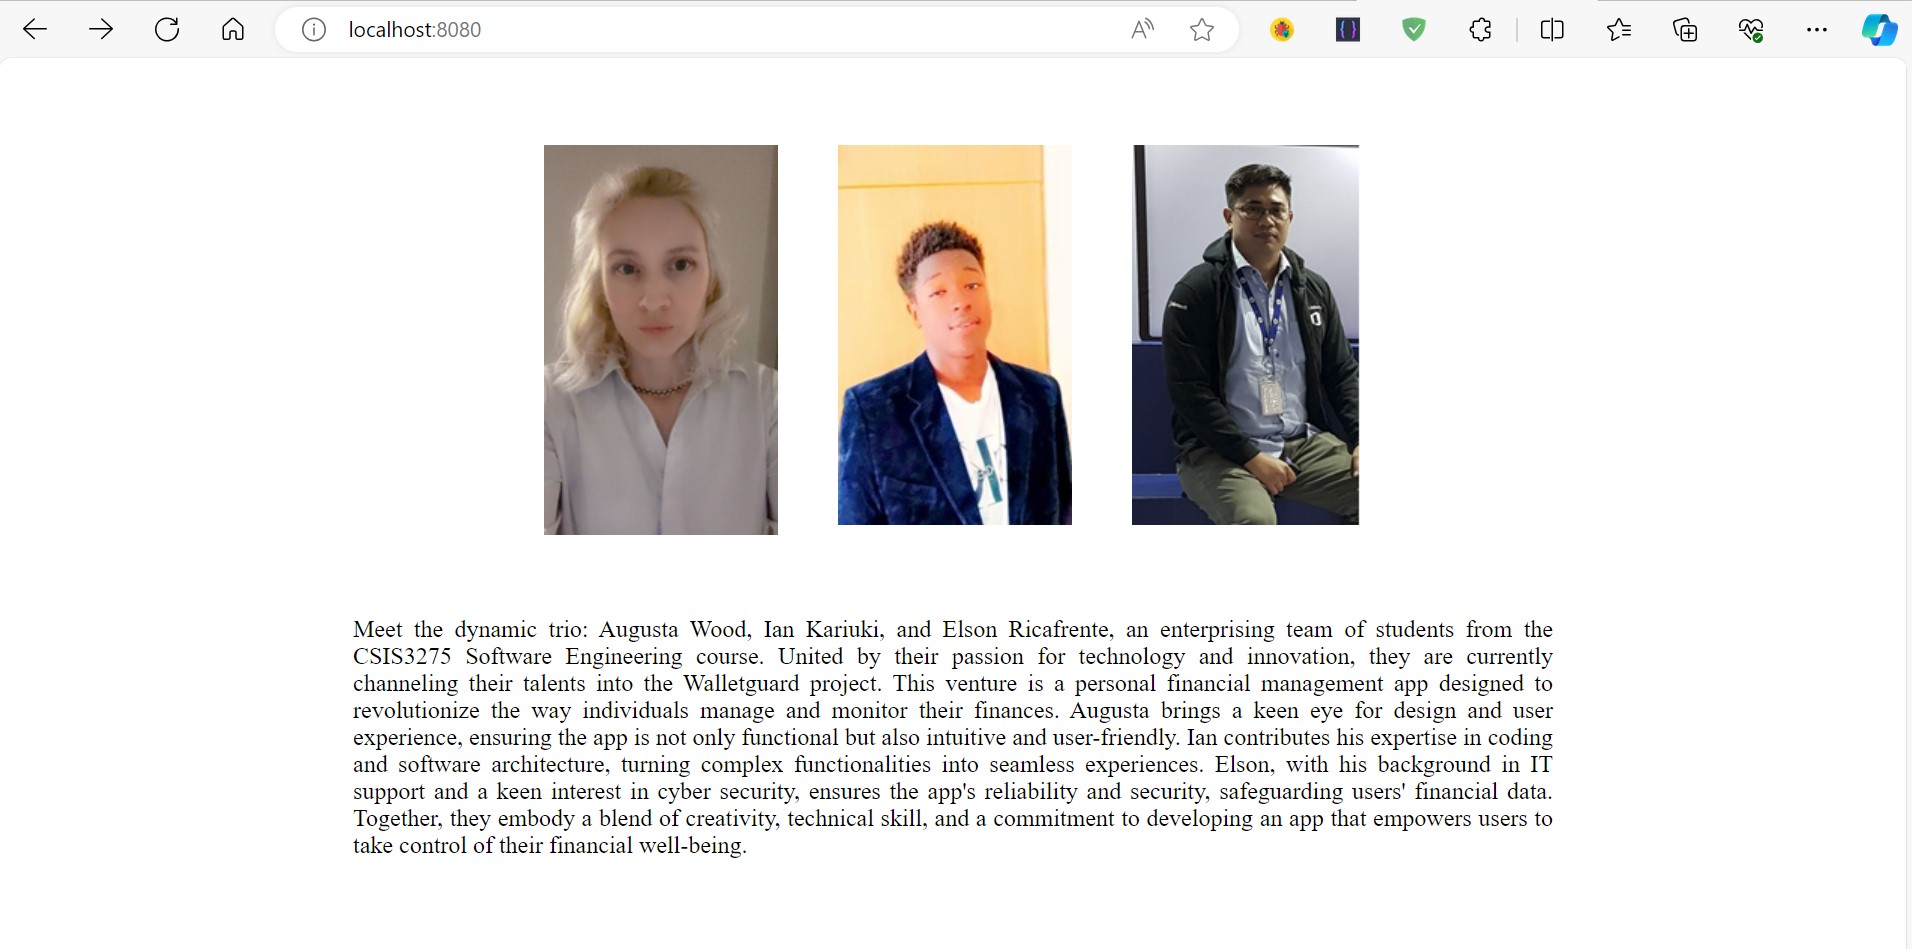 localhost:8080
Meet the dynamic trio: Augusta Wood, Ian Kariuki, and Elson Ricafrente, an enterprising team of students from the
CSIS3275 Software Engineering course. United by their passion for technology and innovation, they are currently
channeling their talents into the Walletguard project. This venture is a personal financial management app designed to
revolutionize the way individuals manage and monitor their finances. Augusta brings a keen eye for design and user
experience, ensuring the app is not only functional but also intuitive and user-friendly. Ian contributes his expertise in coding
and software architecture, turning complex functionalities into seamless experiences. Elson, with his background in IT
support and a keen interest in cyber security, ensures the app's reliability and security, safeguarding users' financial data.
Together, they embody a blend of creativity, technical skill, and a commitment to developing an app that empowers users to
take control of their financial well-being.